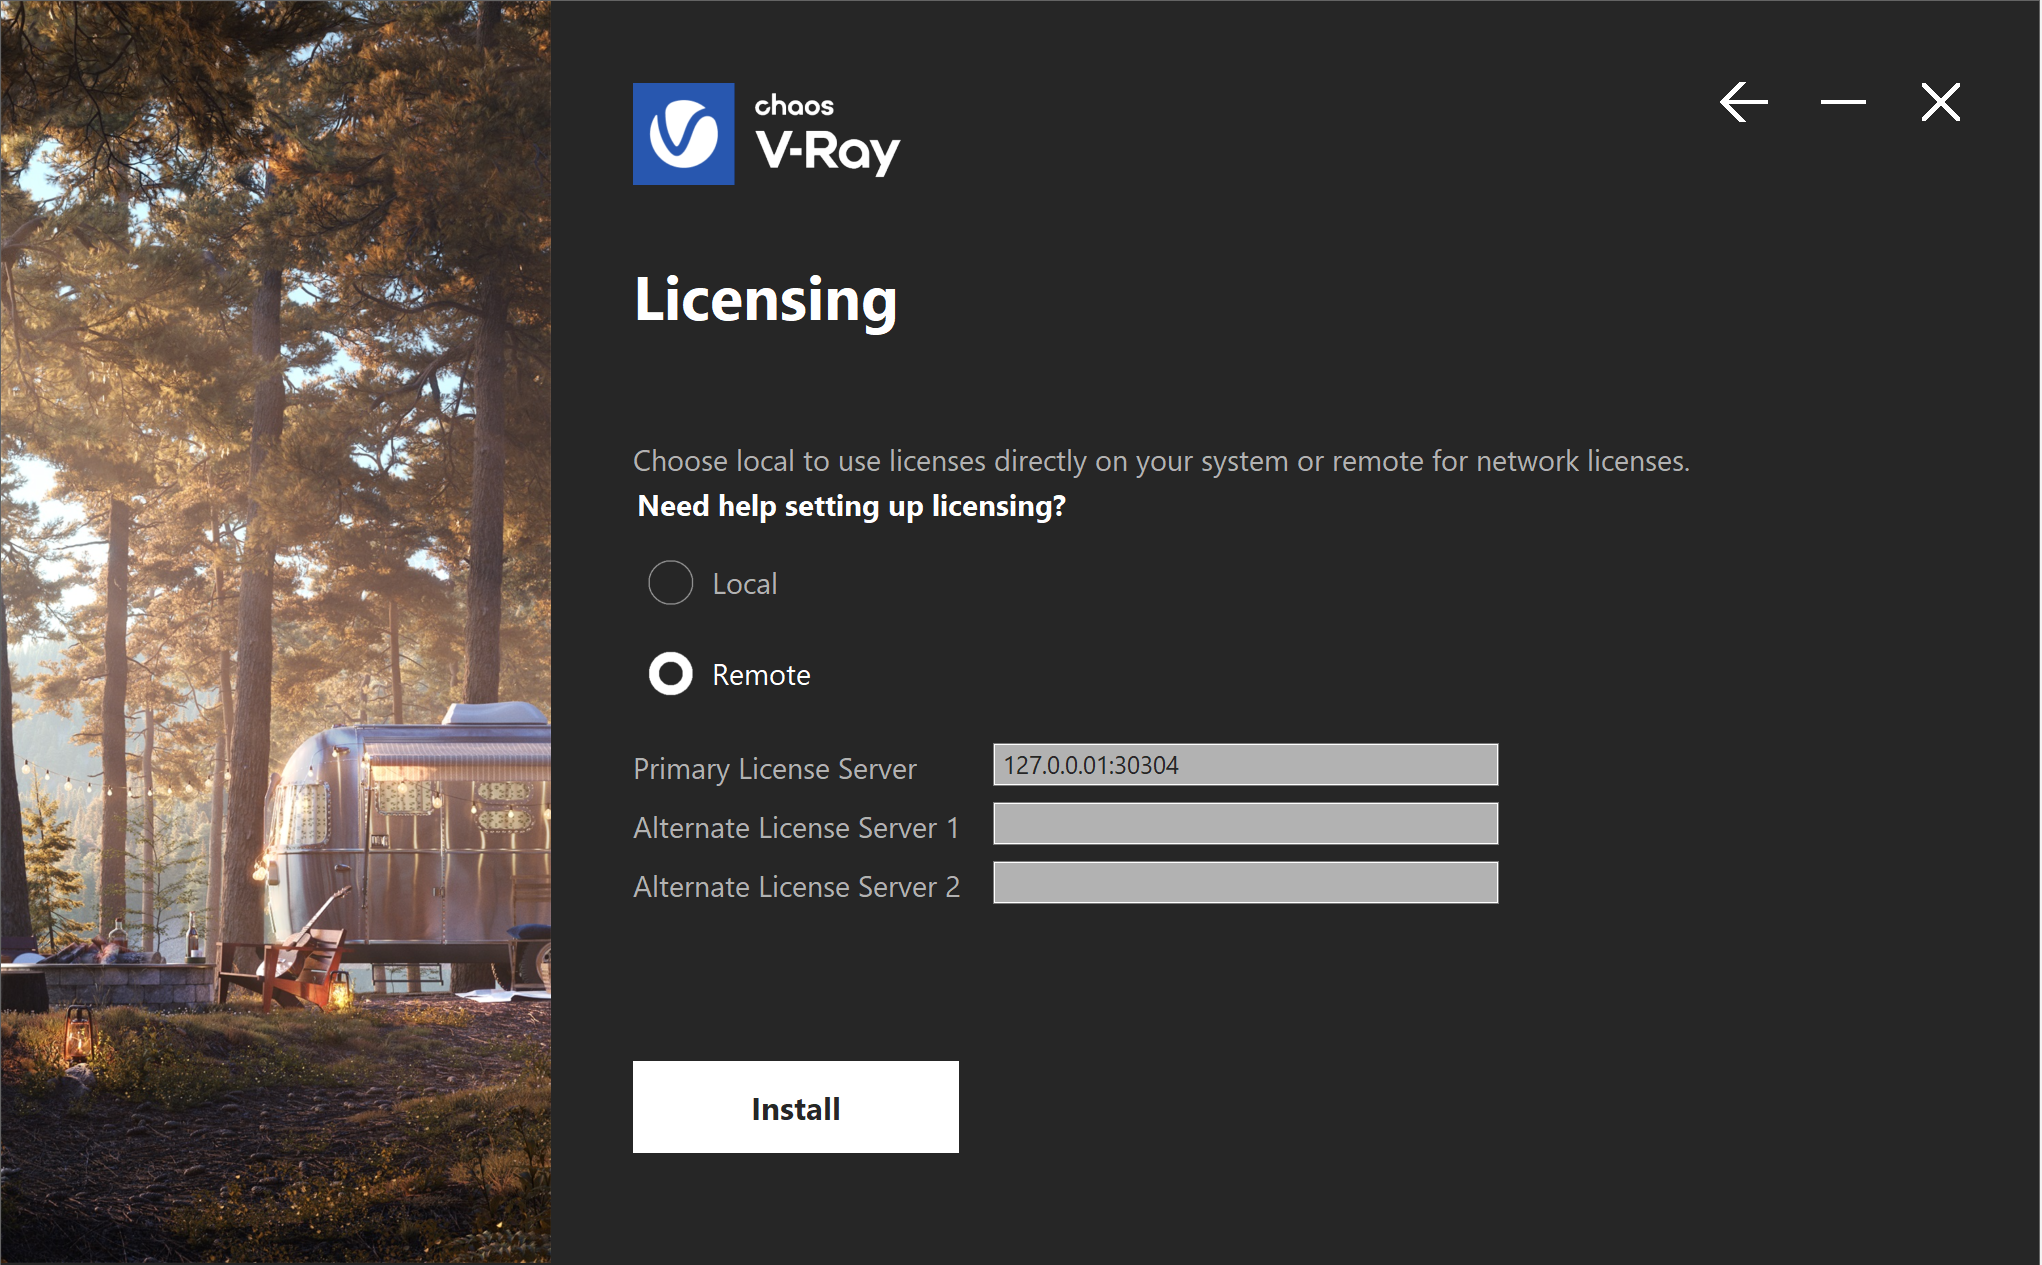 chaos
V-Ray
Licensing
Choose local to use licenses directly on your system or remote for network licenses.
Need help setting up licensing?
Local
Remote
Primary License Server 127.0.0.01:30304
Alternate License Server 1
Alternate License Server 2
Install